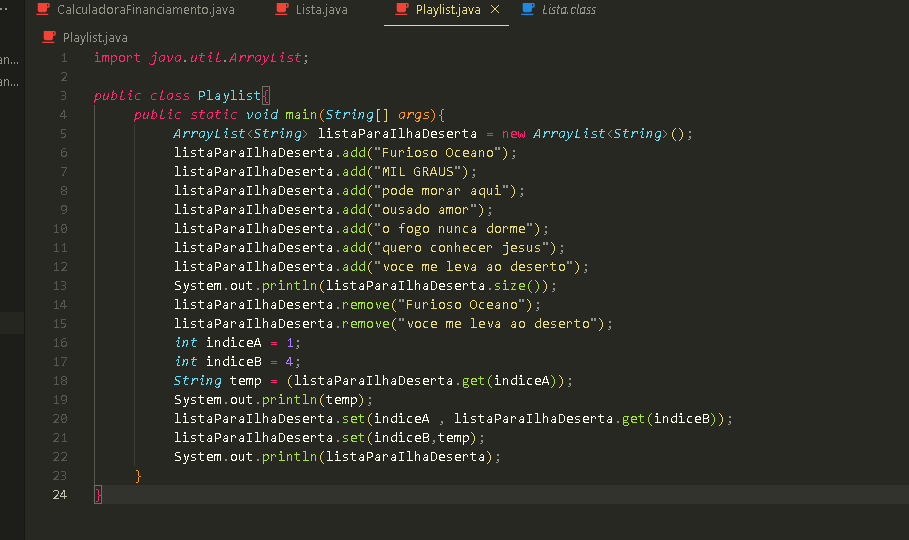 CalculadoraFinanciamento.java Lista.java Playlist.java × Lista.class
Playlist.java
an...
an...
1 import java.util.ArrayList;
2
3 public class Playlist{
4 public static void main(String[] args){
5 ArrayList<String> listaParaIlhaDeserta = new ArrayList<String>();
6 listaParaIlhaDeserta.add("Furioso Oceano");
7 listaParaIlhaDeserta.add("MIL GRAUS");
8 listaParaIlhaDeserta.add("pode morar aqui");
9 listaParaIlhaDeserta.add("ousado amor");
10 listaParaIlhaDeserta.add("o fogo nunca dorme");
11 listaParaIlhaDeserta.add("quero conhecer jesus");
12 listaParaIlhaDeserta.add("voce me leva ao deserto");
13 System.out.println(listaParaIlhaDeserta.size());
14 listaParaIlhaDeserta.remove("Furioso Oceano");
15 listaParaIlhaDeserta.remove("voce me leva ao deserto");
16 int indiceA = 1;
17 int indiceB = 4;
18 String temp = (listaParaIlhaDeserta.get(indiceA));
19 System.out.println(temp);
20 listaParaIlhaDeserta.set(indiceA , listaParaIlhaDeserta.get(indiceB));
21 listaParaIlhaDeserta.set(indiceB,temp);
22 System.out.println(listaParaIlhaDeserta);
23 }
24 }